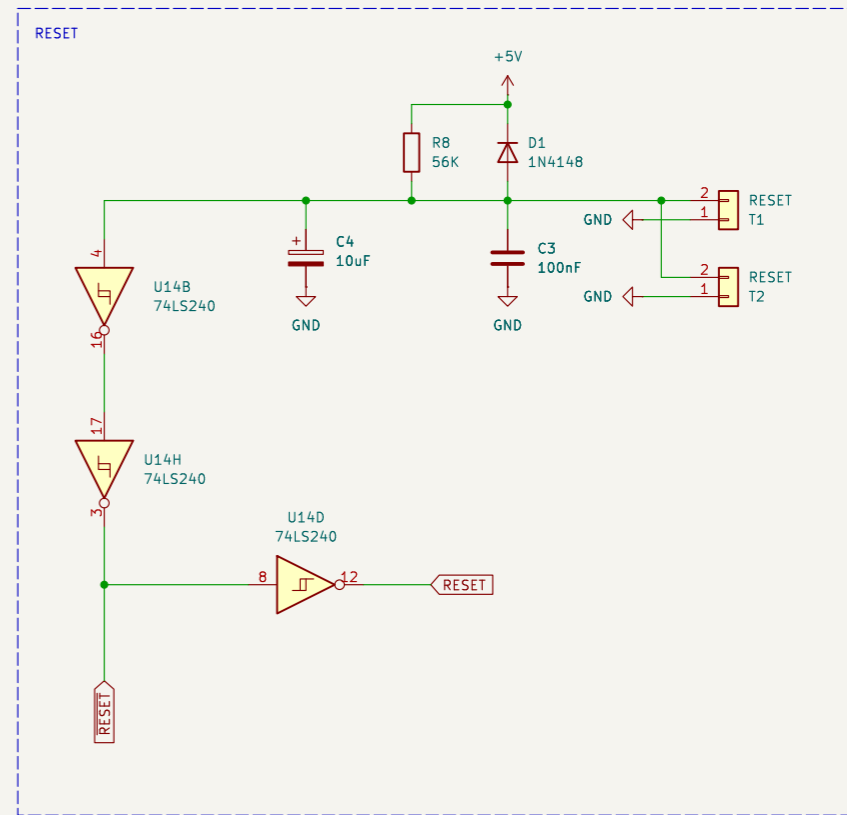 RESET
+5V
R8
56K
D1
1N4148
2
RESET
GND
1
T1
4
+
C4
10uF
C3
100nF
2
RESET
GND
1
T2
U14B
74LS240
GND
GND
16
17
U14H
74LS240
3
U14D
74LS240
8
12
RESET
RESET